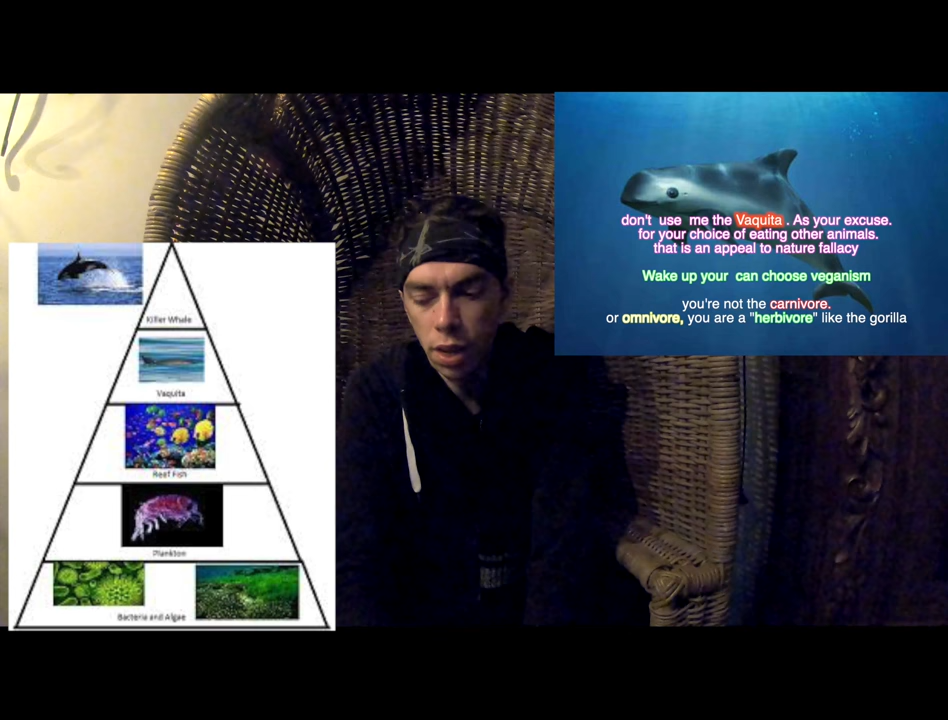 don't use me the Vaquita . As your excuse.
for your choice of eating other animals.
that is an appeal to nature fallacy
Wake up your can choose veganism
you're not the carnivore.
or omnivore, you are a "herbivore" like the gorilla
Killer Whale
Vaquita
Reef Fish
Plankton
Bacteria and Algae